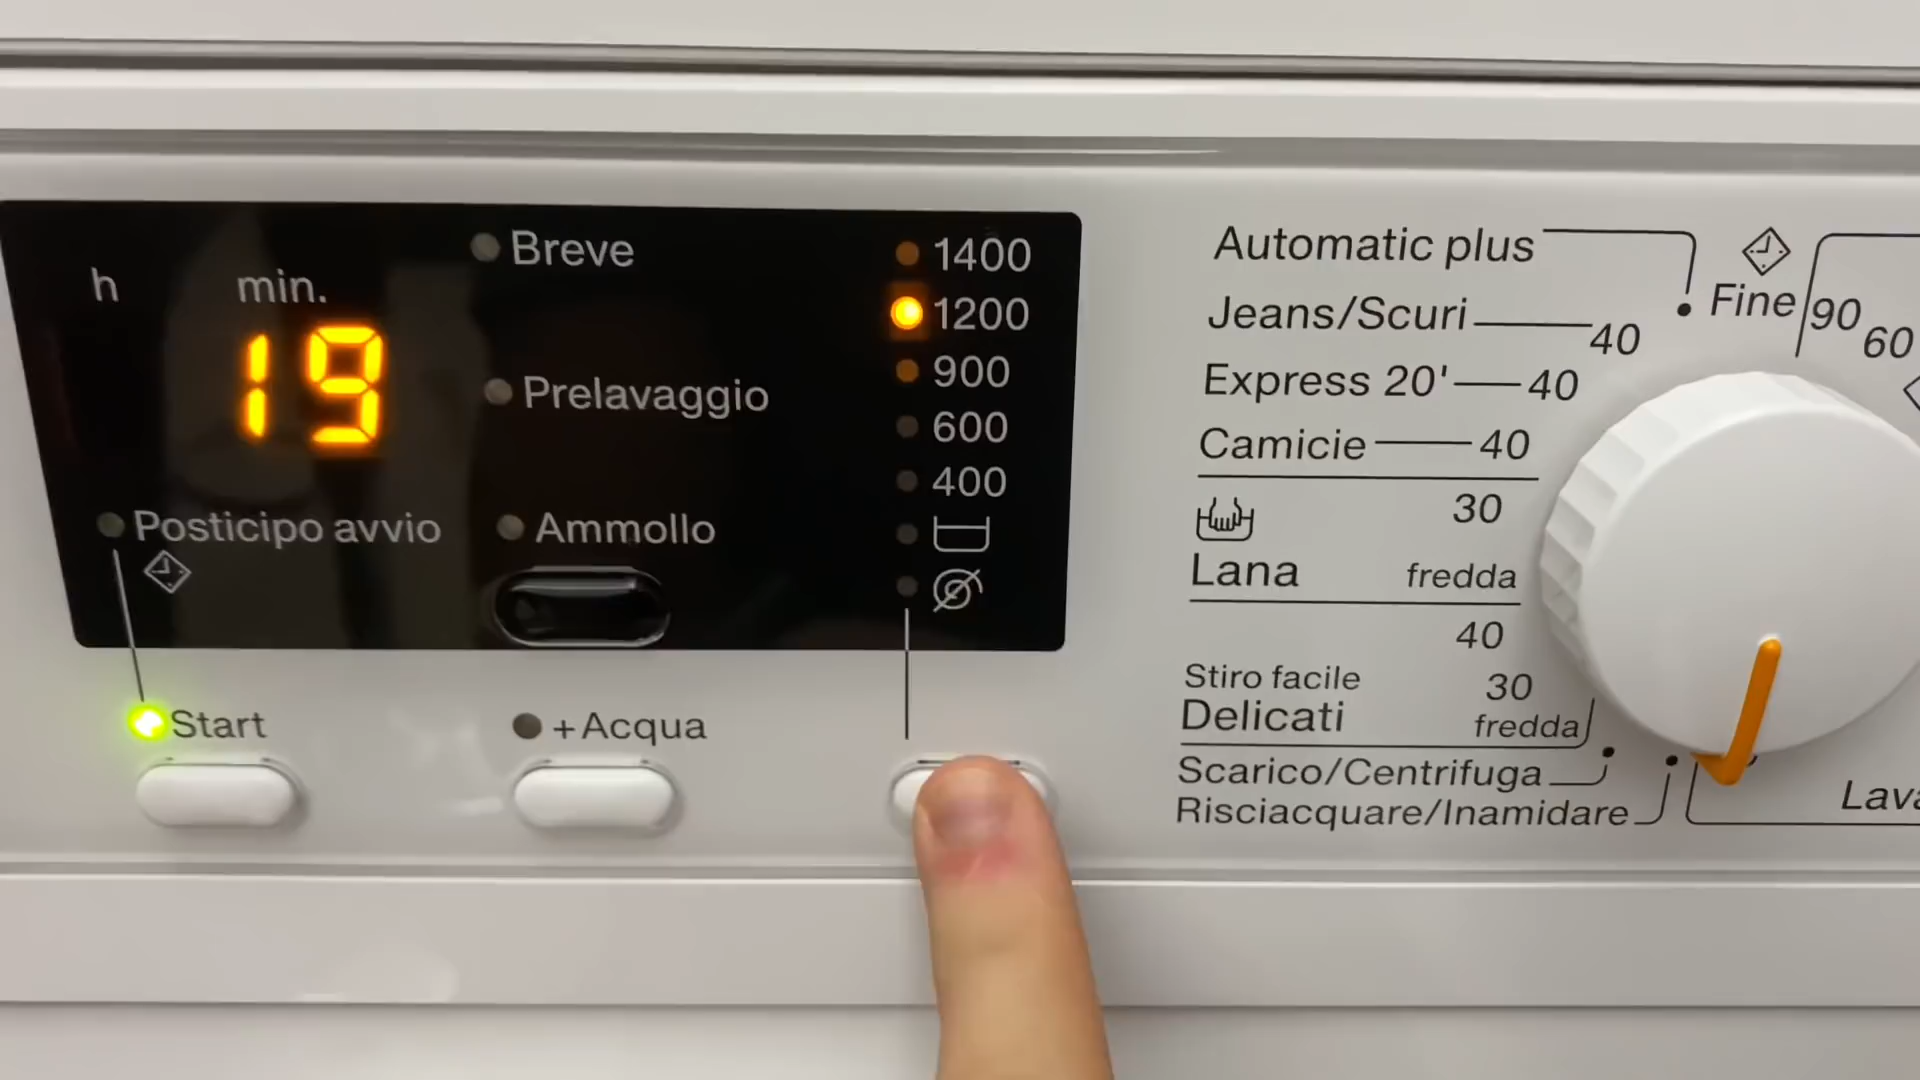 h min.
19
Breve
Prelavaggio
Posticipo avvio
Ammollo
1400
1200
900
600
400
Start
+Acqua
Automatic plus
Jeans/Scuri 40
Express 20' 40
Camicie 40
30
Lana fredda
40
Stiro facile 30
Delicati fredda
Scarico/Centrifuga
Risciacquare/Inamidare
Fine
90
60